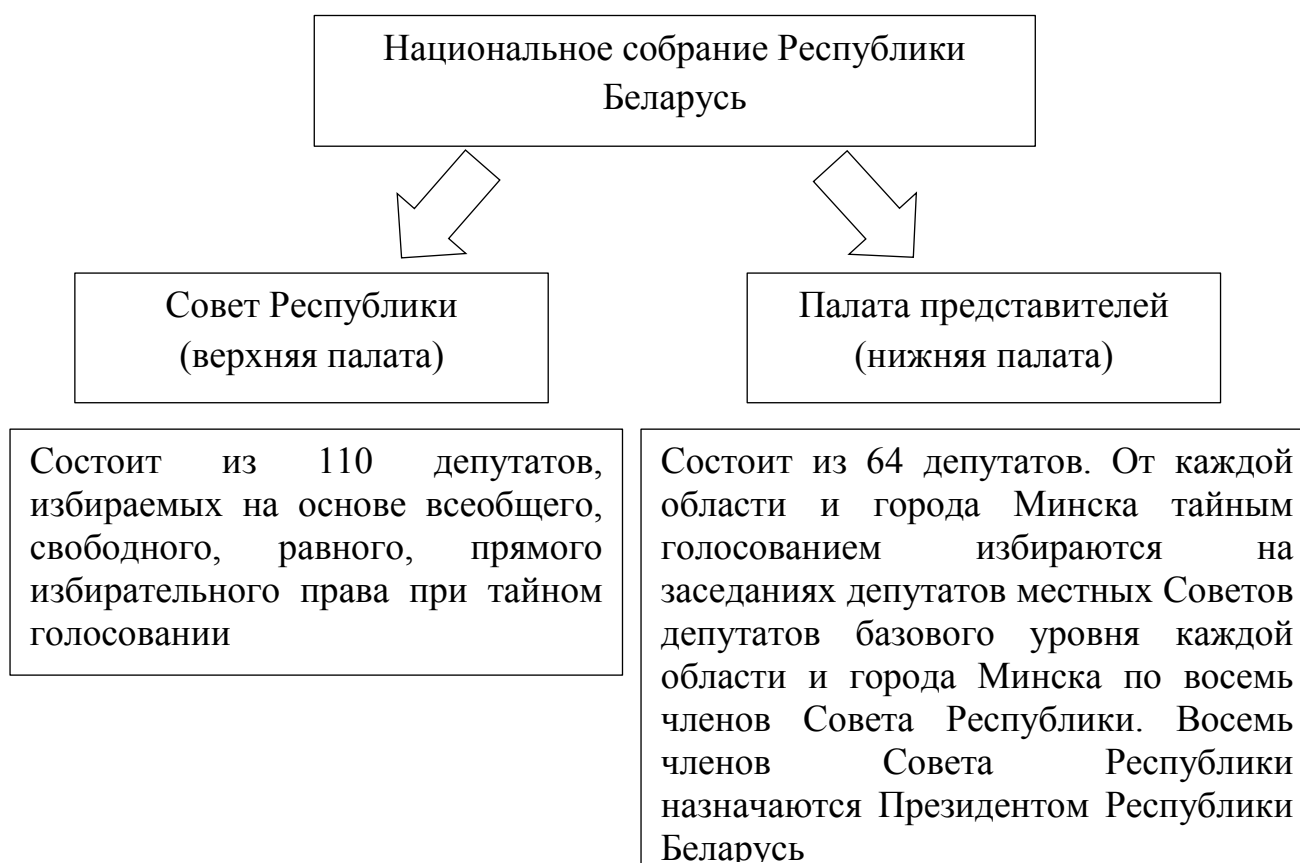 Национальное собрание Республики
Беларусь
Совет Республики
(верхняя палата)
Палата представителей
(нижняя палата)
Состоит из 110 депутатов,
избираемых на основе всеобщего,
свободного, равного, прямого
избирательного права при тайном
голосовании
Состоит из 64 депутатов. От каждой
области и города Минска тайным
голосованием избираются на
заседаниях депутатов местных Советов
депутатов базового уровня каждой
области и города Минска по восемь
членов Совета Республики. Восемь
членов Совета Республики
назначаются Президентом Республики
Беларусь